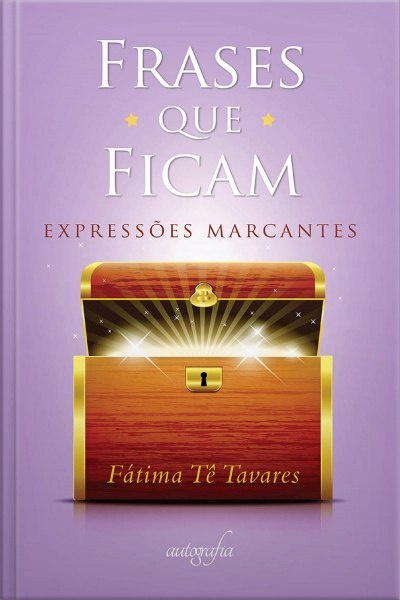 FRASES
QUE
FICAM
EXPRESSÕES MARCANTES
Fátima Tê Tavares
autografia